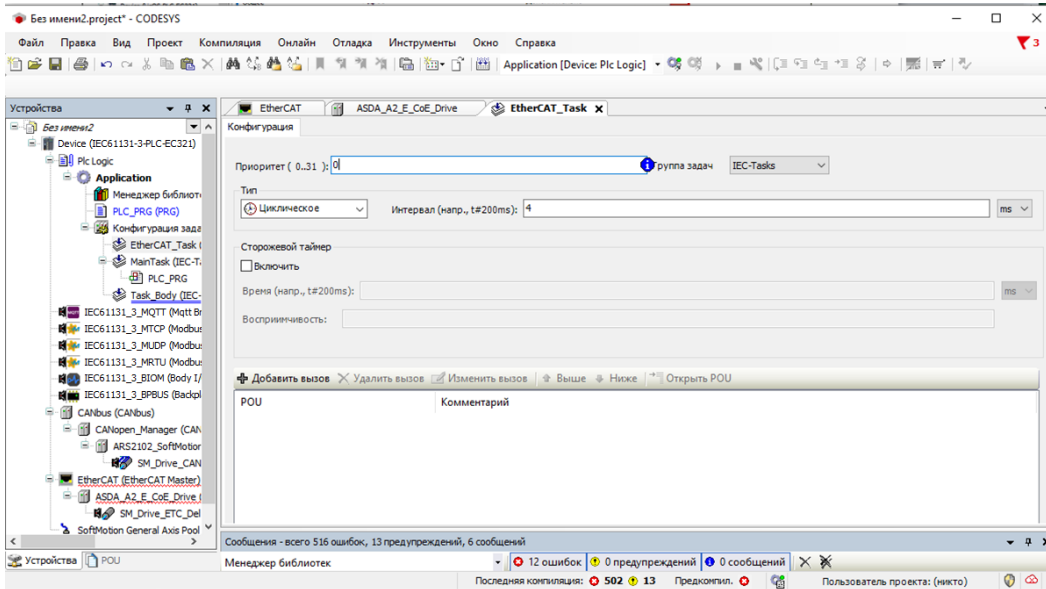 Без имени2.project* - CODESYS
Файл Правка Вид Проект Компиляция Онлайн Отладка Инструменты Окно Справка
3
Application [Device: Plc Logic]
Устройства
EtherCAT ASDA_A2_E_CoE_Drive EtherCAT_Task
Без имени2
Device (IEC61131-3-PLC-EC321)
Plc Logic
Application
Менеджер библиот
PLC_PRG (PRG)
Конфигурация зада
EtherCAT_Task (
MainTask (IEC-T
PLC_PRG
Task_Body (IEC-
IEC61131_3_MQTT (Mqtt Br
IEC61131_3_MTCP (Modbus
IEC61131_3_MUDP (Modbu
IEC61131_3_MRTU (Modbu
IEC61131_3_BIOM (Body I/
IEC61131_3_BPBUS (Backpl
CANbus (CANbus)
CANopen_Manager (CAN
ARS2102_SoftMotion
SM_Drive_CAN
EtherCAT (EtherCAT Master)
ASDA_A2_E_CoE_Drive (
SM_Drive_ETC_Del
SoftMotion General Axis Pool
Устройства POU
Конфигурация
Приоритет ( 0..31 ): 0 Группа задач IEC-Tasks
Тип
Циклическое Интервал (напр., t#200ms): 4 ms
Сторожевой таймер
Включить
Время (напр., t#200ms): ms
Восприимчивость:
Добавить вызов Удалить вызов Изменить вызов Выше Ниже Открыть POU
POU Комментарий
Сообщения - всего 516 ошибок, 13 предупреждений, 6 сообщений
Менеджер библиотек 12 ошибок 0 предупреждений 0 сообщений
Последняя компиляция: 502 13 Предкомпил. Пользователь проекта: (никто)